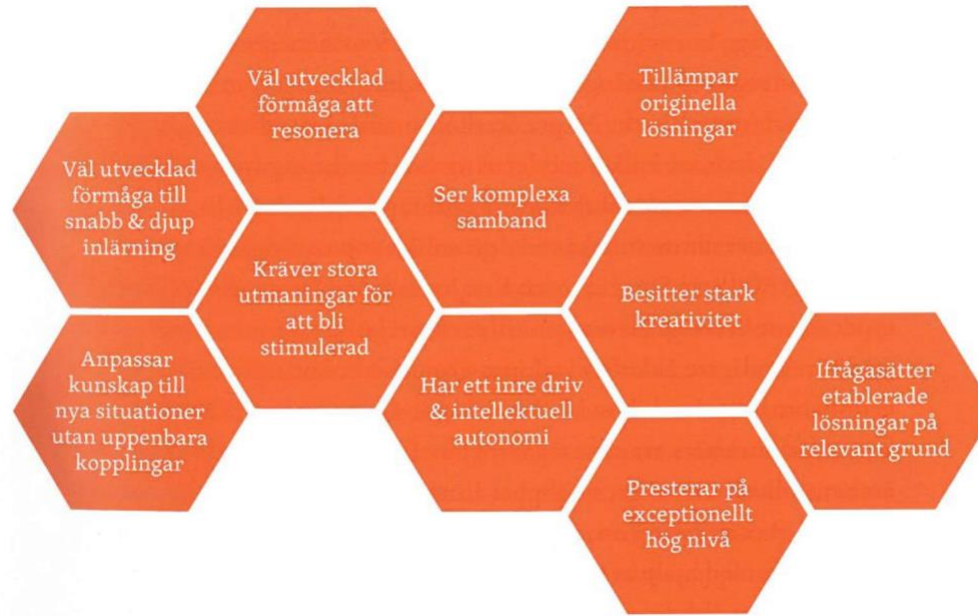 Väl utvecklad
förmåga att
resonera
Tillämpar
originella
lösningar
Väl utvecklad
förmåga till
snabb & djup
inlärning
Ser komplexa
samband
Kräver stora
utmaningar för
att bli
stimulerad
Besitter stark
kreativitet
Anpassar
kunskap till
nya situationer
utan uppenbara
kopplingar
Har ett inre driv
& intellektuell
autonomi
Ifrågasätter
etablerade
lösningar på
relevant grund
Presterar på
exceptionellt
hög nivå